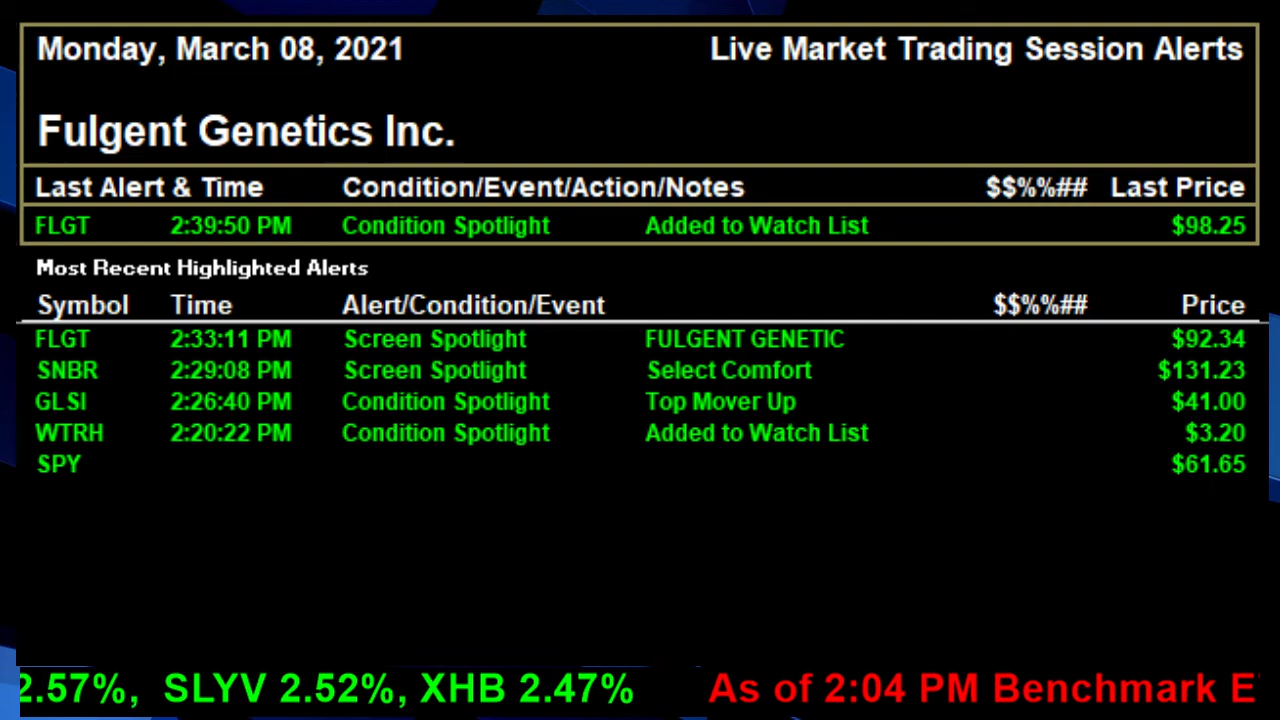 Monday, March 08, 2021 Live Market Trading Session Alerts
Fulgent Genetics Inc.
Last Alert & Time Condition/Event/Action/Notes $$%%## Last Price
FLGT 2:39:50 PM Condition Spotlight Added to Watch List $98.25
Most Recent Highlighted Alerts
Symbol Time Alert/Condition/Event $$%%## Price
FLGT 2:33:11 PM Screen Spotlight FULGENT GENETIC $92.34
SNBR 2:29:08 PM Screen Spotlight Select Comfort $131.23
GLSI 2:26:40 PM Condition Spotlight Top Mover Up $41.00
WTRH 2:20:22 PM Condition Spotlight Added to Watch List $3.20
SPY $61.65
2.57%, SLYV 2.52%, XHB 2.47% As of 2:04 PM Benchmark E